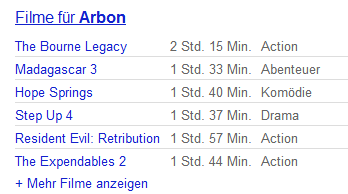 Filme für Arbon
The Bourne Legacy 2 Std. 15 Min. Action
Madagascar 3 1 Std. 33 Min. Abenteuer
Hope Springs 1 Std. 40 Min. Komödie
Step Up 4 1 Std. 37 Min. Drama
Resident Evil: Retribution 1 Std. 57 Min. Action
The Expendables 2 1 Std. 44 Min. Action
+ Mehr Filme anzeigen